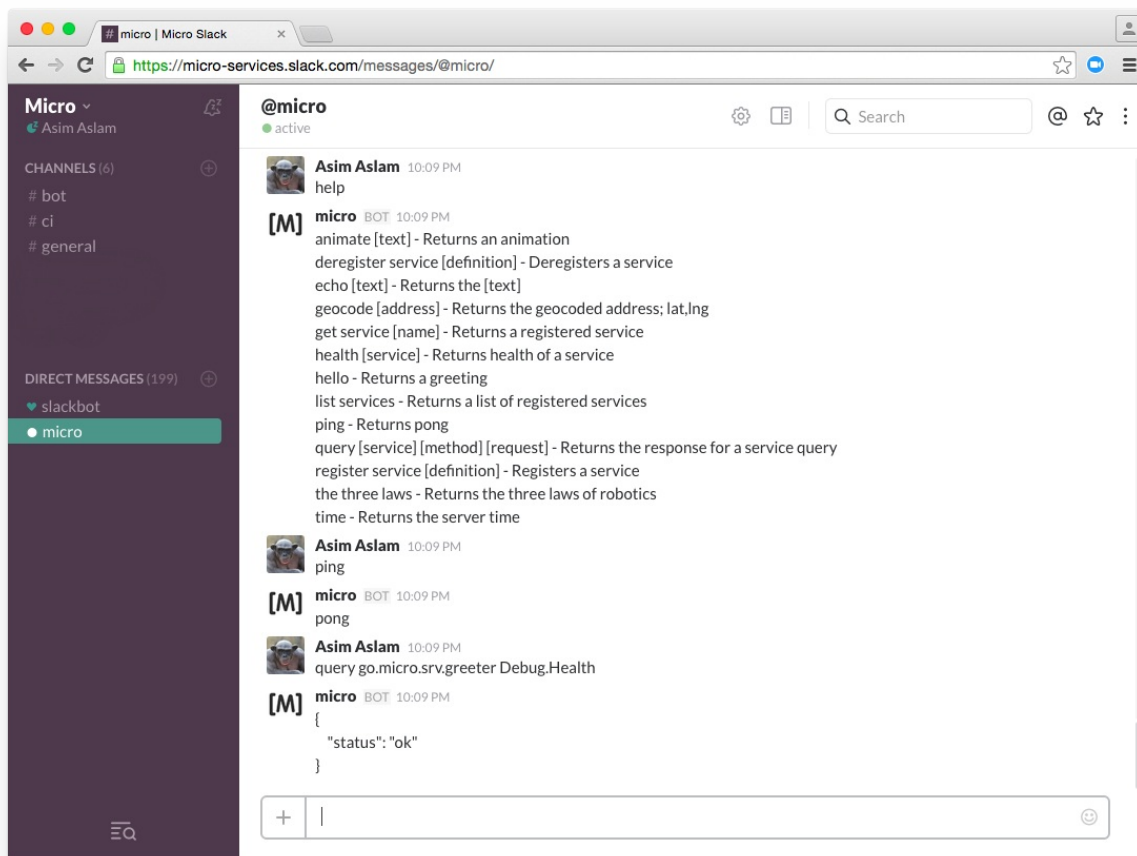 # micro | Micro Slack ×
https://micro-services.slack.com/messages/@micro/
Micro
Asim Aslam
CHANNELS (6)
# bot
# ci
# general
DIRECT MESSAGES (199)
slackbot
micro
@micro
active
Search
Asim Aslam 10:09 PM
help
[M] micro BOT 10:09 PM
animate [text] - Returns an animation
deregister service [definition] - Deregisters a service
echo [text] - Returns the [text]
geocode [address] - Returns the geocoded address; lat,lng
get service [name] - Returns a registered service
health [service] - Returns health of a service
hello - Returns a greeting
list services - Returns a list of registered services
ping - Returns pong
query [service] [method] [request] - Returns the response for a service query
register service [definition] - Registers a service
the three laws - Returns the three laws of robotics
time - Returns the server time
Asim Aslam 10:09 PM
ping
[M] micro BOT 10:09 PM
pong
Asim Aslam 10:09 PM
query go.micro.srv.greeter Debug.Health
[M] micro BOT 10:09 PM
{
"status": "ok"
}